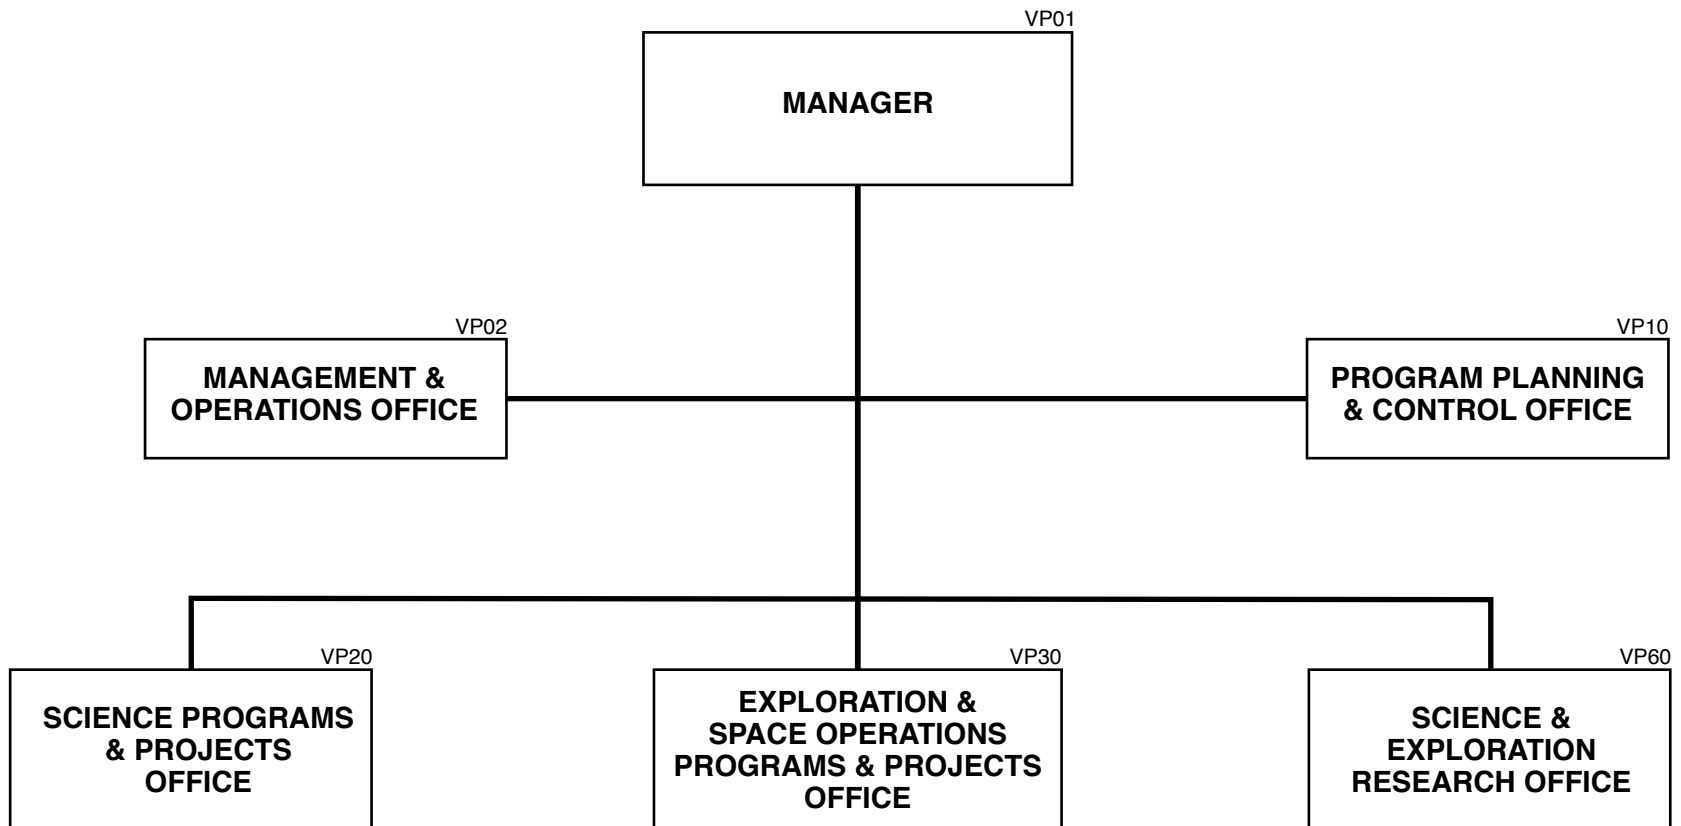 VP01
MANAGER
VP02
MANAGEMENT &
OPERATIONS OFFICE
VP10
PROGRAM PLANNING
& CONTROL OFFICE
VP20
SCIENCE PROGRAMS
& PROJECTS
OFFICE
VP30
EXPLORATION &
SPACE OPERATIONS
PROGRAMS & PROJECTS
OFFICE
VP60
SCIENCE &
EXPLORATION
RESEARCH OFFICE